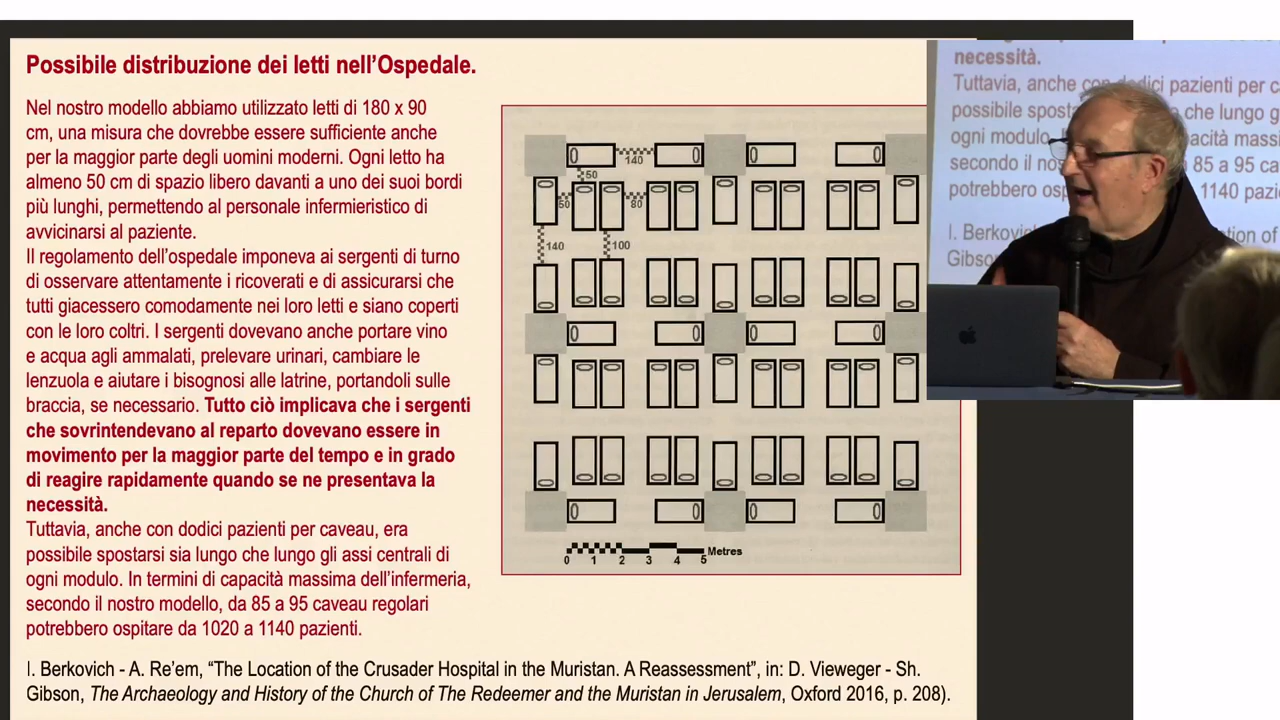 Possibile distribuzione dei letti nell'Ospedale.
Nel nostro modello abbiamo utilizzato letti di 180 x 90
cm, una misura che dovrebbe essere sufficiente anche
per la maggior parte degli uomini moderni. Ogni letto ha
almeno 50 cm di spazio libero davanti a uno dei suoi bordi
più lunghi, permettendo al personale infermieristico di
avvicinarsi al paziente.
Il regolamento dell'ospedale imponeva ai sergenti di turno
di osservare attentamente i ricoverati e di assicurarsi che
tutti giacessero comodamente nei loro letti e siano coperti
con le loro coltri. I sergenti dovevano anche portare vino
e acqua agli ammalati, prelevare urinari, cambiare le
lenzuola e aiutare i bisognosi alle latrine, portandoli sulle
braccia, se necessario. Tutto ciò implicava che i sergenti
che sovrintendevano al reparto dovevano essere in
movimento per la maggior parte del tempo e in grado
di reagire rapidamente quando se ne presentava la
necessità.
Tuttavia, anche con dodici pazienti per caveau, era
possibile spostarsi sia lungo che lungo gli assi centrali di
ogni modulo. In termini di capacità massima dell'infermeria,
secondo il nostro modello, da 85 a 95 caveau regolari
potrebbero ospitare da 1020 a 1140 pazienti.
I. Berkovich - A. Re'em, "The Location of the Crusader Hospital in the Muristan. A Reassessment", in: D. Vieweger - Sh.
Gibson, The Archaeology and History of the Church of The Redeemer and the Muristan in Jerusalem, Oxford 2016, p. 208).
140
50
50 80
140 100
Metres
0 1 2 3 4 5
necessità.
Tuttavia, anche con dodici pazienti per
possibile che lungo
ogni modulo
secondo il 85 a 95
1140
I.